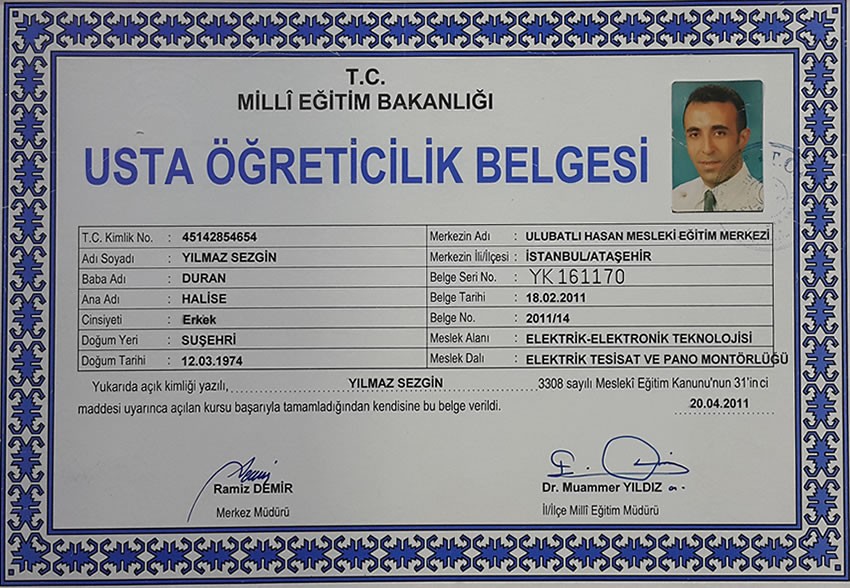 T.C.
MİLLÎ EĞİTİM BAKANLIĞI
USTA ÖĞRETİCİLİK BELGESİ
T.C. Kimlik No. : 45142854654
Adı Soyadı : YILMAZ SEZGİN
Baba Adı : DURAN
Ana Adı : HALİSE
Cinsiyeti : Erkek
Doğum Yeri : SUŞEHRİ
Doğum Tarihi : 12.03.1974
Merkezin Adı : ULUBATLI HASAN MESLEKİ EĞİTİM MERKEZİ
Merkezin İli/İlçesi : İSTANBUL/ATAŞEHİR
Belge Seri No. : YK161170
Belge Tarihi : 18.02.2011
Belge No. : 2011/14
Meslek Alanı : ELEKTRİK-ELEKTRONİK TEKNOLOJİSİ
Meslek Dalı : ELEKTRİK TESİSAT VE PANO MONTÖRLÜĞÜ
Yukarıda açık kimliği yazılı, YILMAZ SEZGİN 3308 sayılı Meslekî Eğitim Kanunu'nun 31'inci
maddesi uyarınca açılan kursu başarıyla tamamladığından kendisine bu belge verildi. 20.04.2011
Ramiz DEMİR
Merkez Müdürü
Dr. Muammer YILDIZ
İl/İlçe Millî Eğitim Müdürü